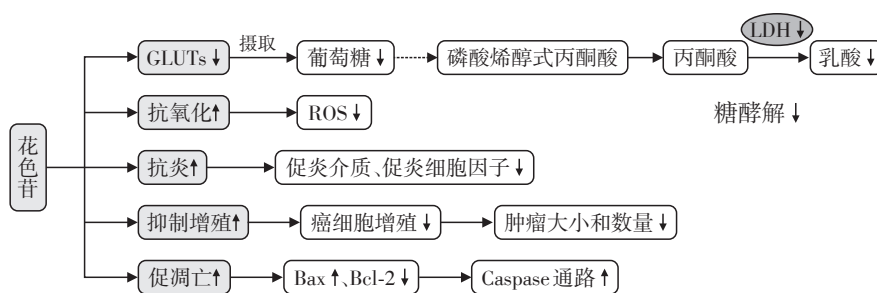 LDH↓
GLUTs↓ 摄取 葡萄糖↓ 磷酸烯醇式丙酮酸 丙酮酸 乳酸↓
抗氧化↑ ROS↓ 糖酵解↓
花色苷
抗炎↑ 促炎介质、促炎细胞因子↓
抑制增殖↑ 癌细胞增殖↓ 肿瘤大小和数量↓
促凋亡↑ Bax↑、Bcl-2↓ Caspase通路↑